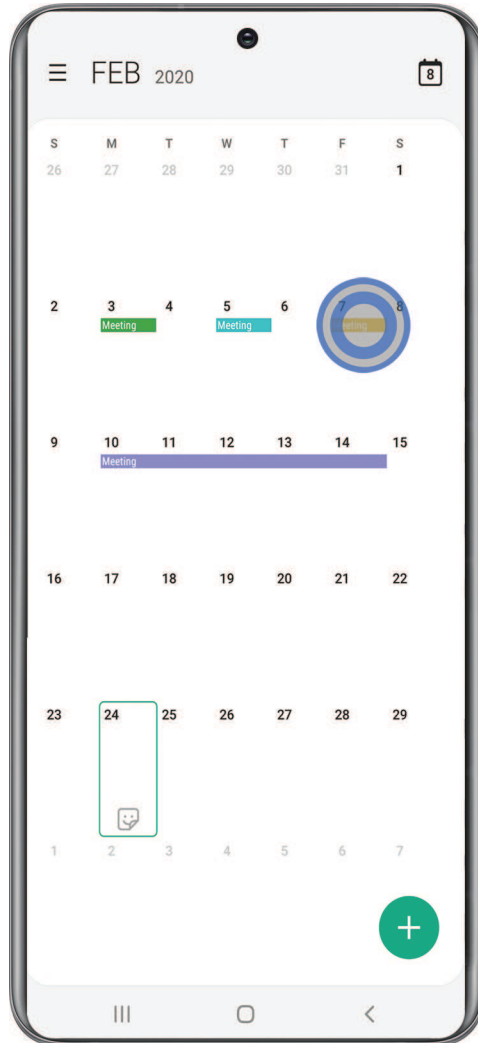 FEB 2020
8
S M T W T F S
26 27 28 29 30 31 1
2 3 4 5 6 7 8
Meeting Meeting Meeting
9 10 11 12 13 14 15
Meeting
16 17 18 19 20 21 22
23 24 25 26 27 28 29
1 2 3 4 5 6 7